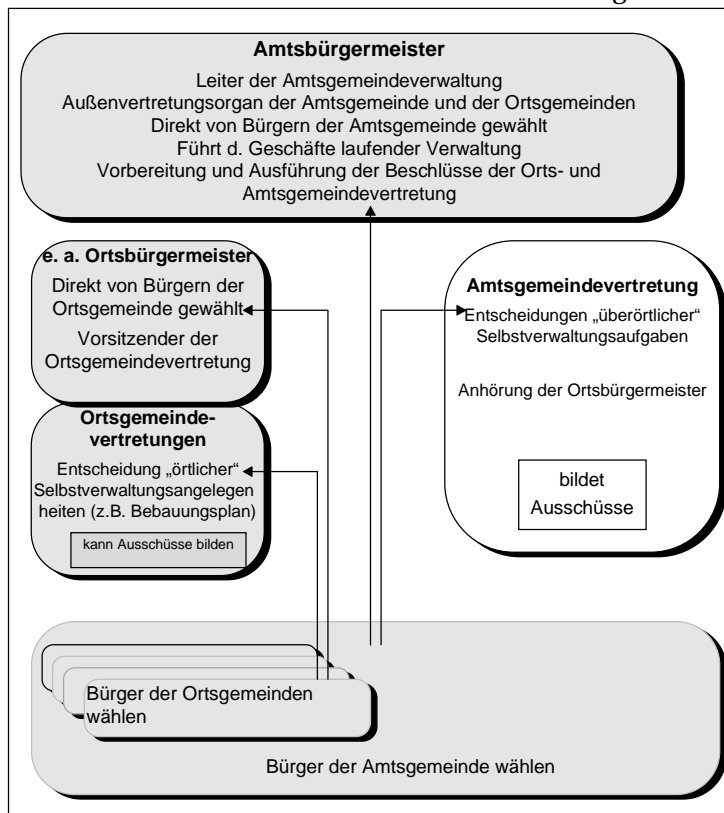 Amtsbürgermeister
Leiter der Amtsgemeindeverwaltung
Außenvertretungsorgan der Amtsgemeinde und der Ortsgemeinden
Direkt von Bürgern der Amtsgemeinde gewählt
Führt d. Geschäfte laufender Verwaltung
Vorbereitung und Ausführung der Beschlüsse der Orts- und
Amtsgemeindevertretung
e. a. Ortsbürgermeister
Direkt von Bürgern der
Ortsgemeinde gewählt
Vorsitzender der
Ortsgemeindevertretung
Ortsgemeinde-
vertretungen
Entscheidung „örtlicher“
Selbstverwaltungsangelegen
heiten (z.B. Bebauungsplan)
kann Ausschüsse bilden
Amtsgemeindevertretung
Entscheidungen „überörtlicher“
Selbstverwaltungsaufgaben
Anhörung der Ortsbürgermeister
bildet
Ausschüsse
Bürger der Ortsgemeinden
wählen
Bürger der Amtsgemeinde wählen